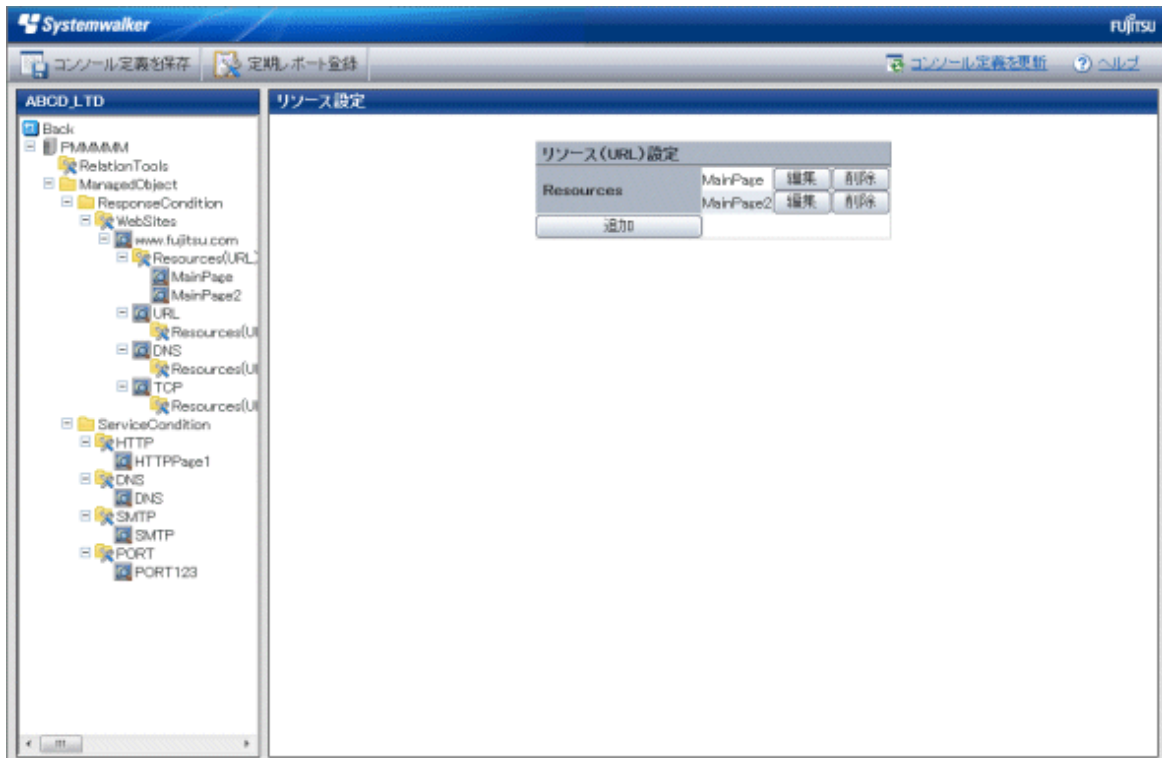 Systemwalker
FUJITSU
コンソール定義を保存
定期レポート登録
コンソール定義を更新
ヘルプ
ABCD_LTD
リソース設定
Back
PMMMMM
RelationTools
ManagedObject
ResponseCondition
WebSites
www.fujitsu.com
Resources(URL)
MainPage
MainPage2
URL
Resources(U
DNS
Resources(U
TCP
Resources(U
ServiceCondition
HTTP
HTTPPage1
DNS
DNS
SMTP
SMTP
PORT
PORT123
リソース(URL)設定
Resources
MainPage 編集 削除
MainPage2 編集 削除
追加